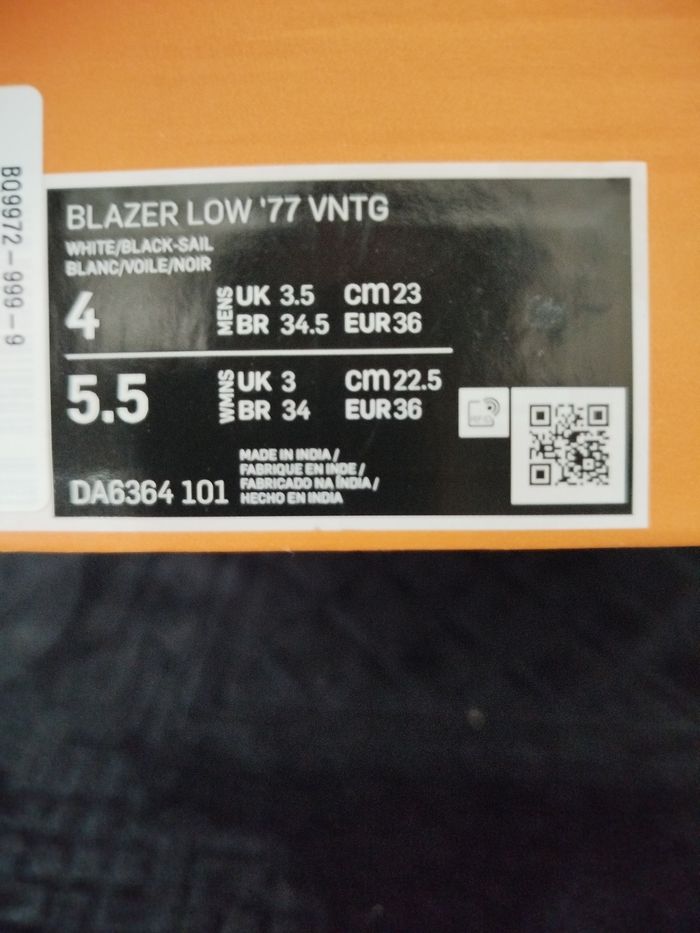 BLAZER LOW '77 VNTG
WHITE/BLACK-SAIL
BLANC/VOILE/NOIR
4 MENS UK 3.5 cm 23
BR 34.5 EUR 36
5.5 WMNS UK 3 cm 22.5
BR 34 EUR 36
DA6364 101
MADE IN INDIA /
FABRIQUE EN INDE /
FABRICADO NA ÍNDIA /
HECHO EN INDIA
BQ9972-999-9